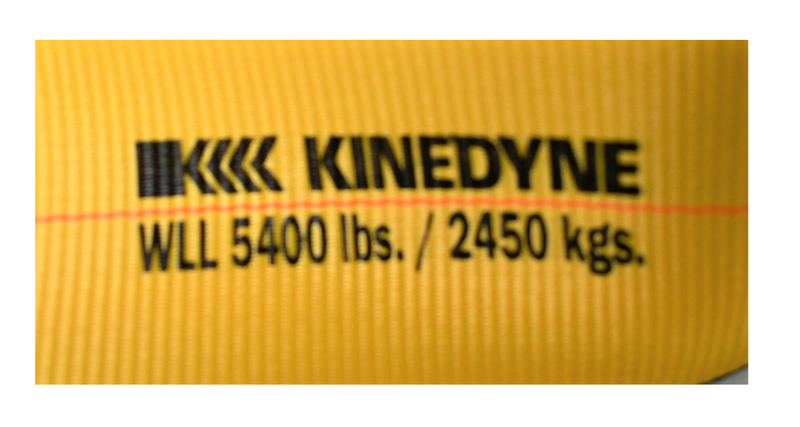 KINEDYNE
WLL 5400 lbs. / 2450 kgs.